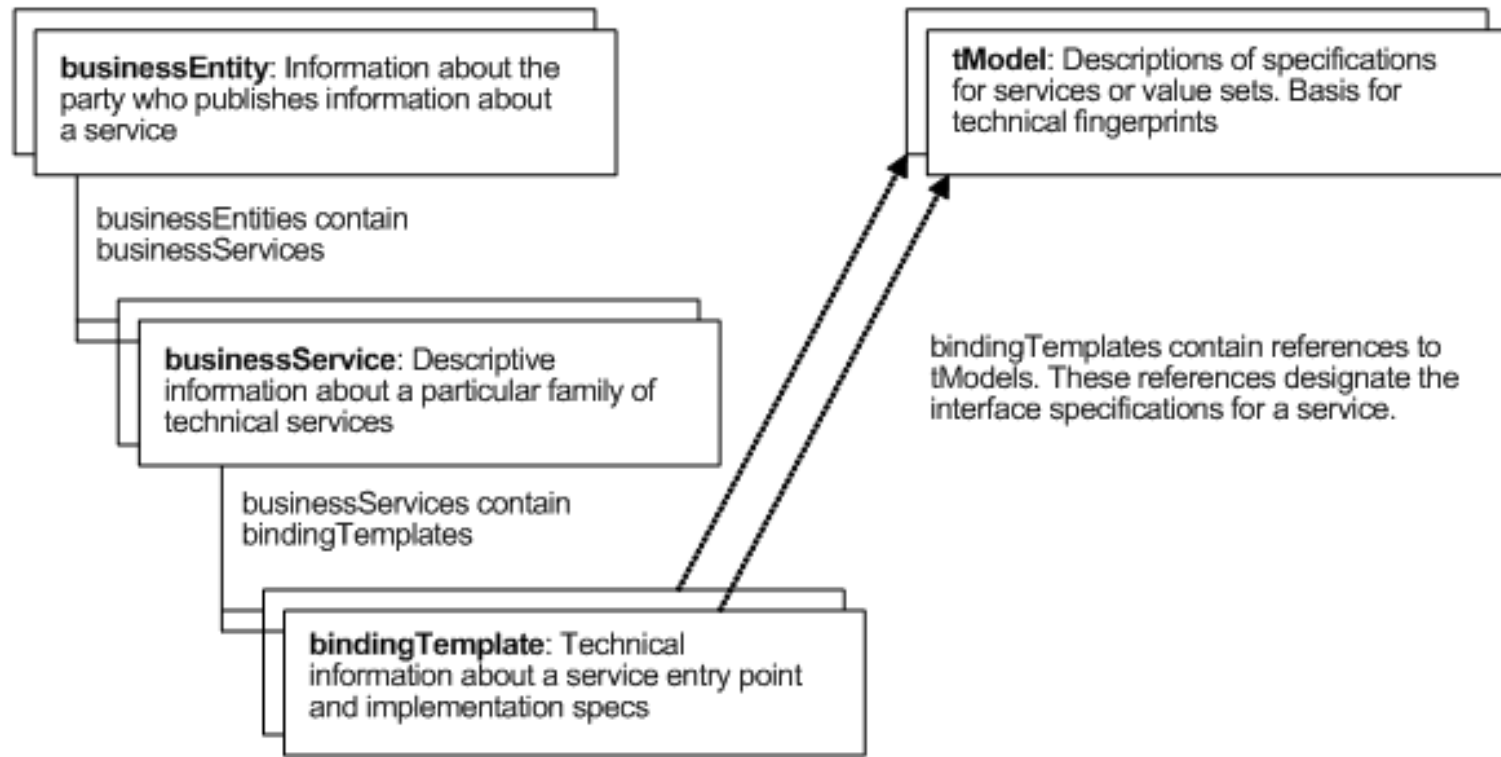 businessEntity: Information about the
party who publishes information about
a service
tModel: Descriptions of specifications
for services or value sets. Basis for
technical fingerprints
businessEntities contain
businessServices
businessService: Descriptive
information about a particular family of
technical services
bindingTemplates contain references to
tModels. These references designate the
interface specifications for a service.
businessServices contain
bindingTemplates
bindingTemplate: Technical
information about a service entry point
and implementation specs